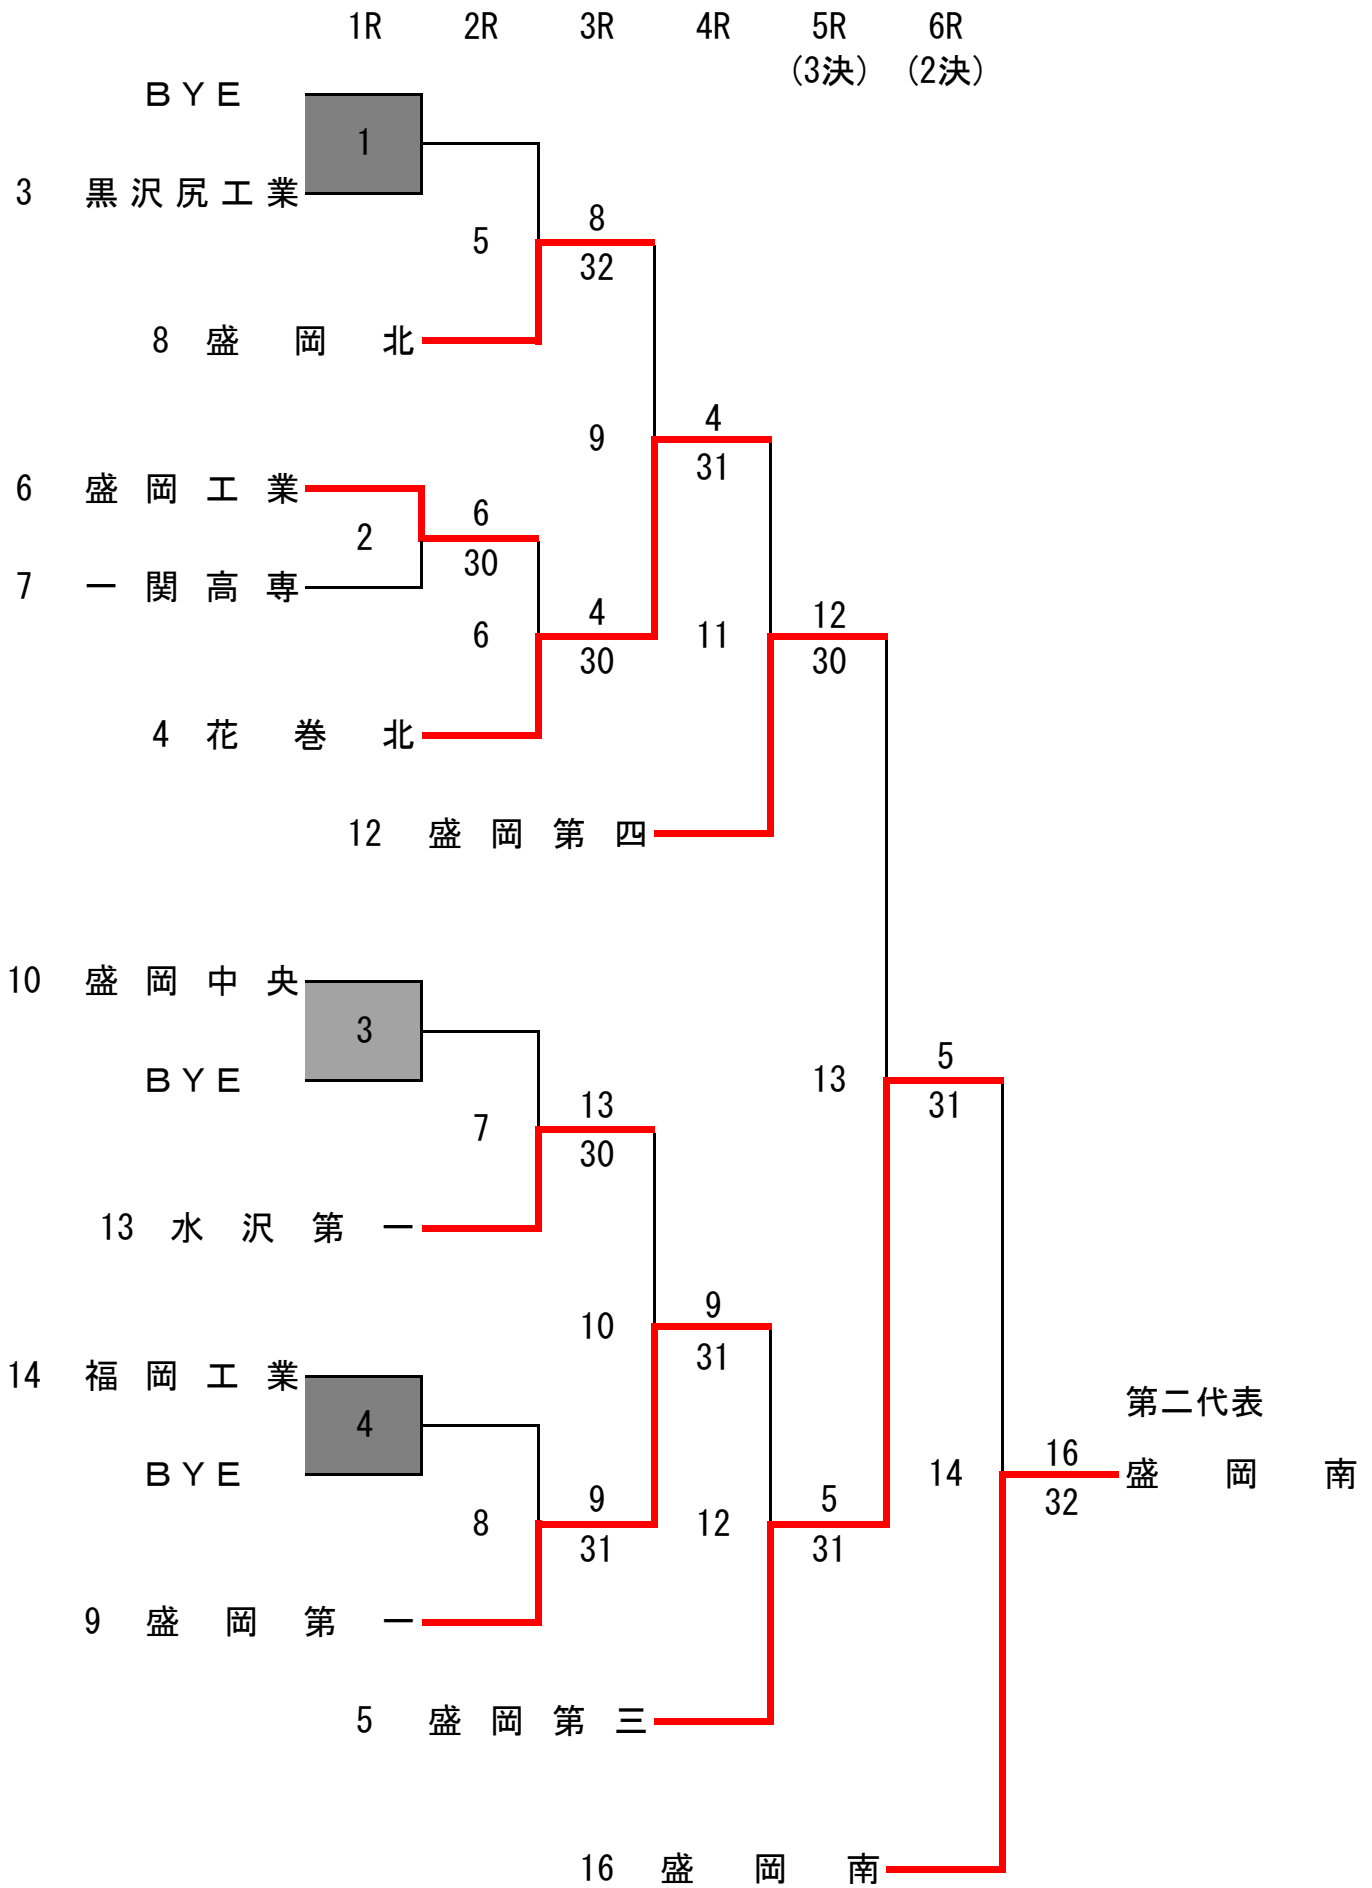 1R 2R 3R 4R 5R 6R
(3決) (2決)
ＢＹＥ
1
3 黒沢尻工業
8
5
32
8 盛岡北
4
9
31
6 盛岡工業
6
2
30
7 一関高専
4
12
6
11
30
30
4 花巻北
12 盛岡第四
10 盛岡中央
3
5
ＢＹＥ
13
13
31
7
30
13 水沢第一
9
10
31
14 福岡工業
第二代表
4
16
ＢＹＥ
14
盛岡南
9
5
32
8
12
31
31
9 盛岡第一
5 盛岡第三
16 盛岡南